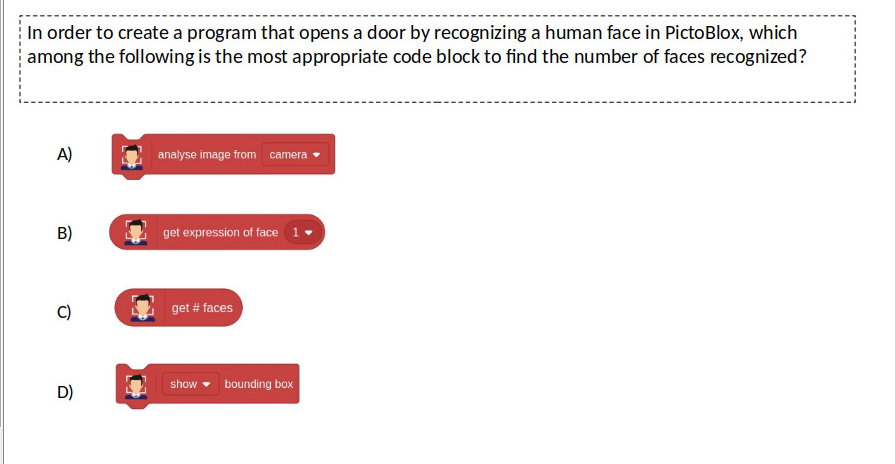 In order to create a program that opens a door by recognizing a human face in PictoBlox, which
among the following is the most appropriate code block to find the number of faces recognized?
A) analyse image from camera
B) get expression of face 1
C) get # faces
D) show bounding box